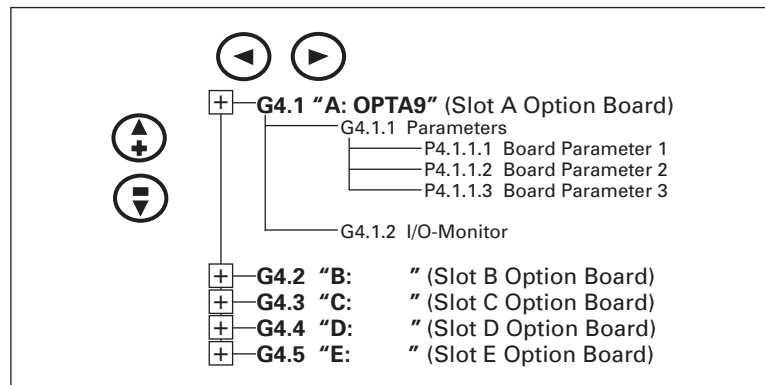 G4.1 “A: OPTA9” (Slot A Option Board)
G4.1.1 Parameters
P4.1.1.1 Board Parameter 1
P4.1.1.2 Board Parameter 2
P4.1.1.3 Board Parameter 3
G4.1.2 I/O-Monitor
G4.2 “B: ” (Slot B Option Board)
G4.3 “C: ” (Slot C Option Board)
G4.4 “D: ” (Slot D Option Board)
G4.5 “E: ” (Slot E Option Board)